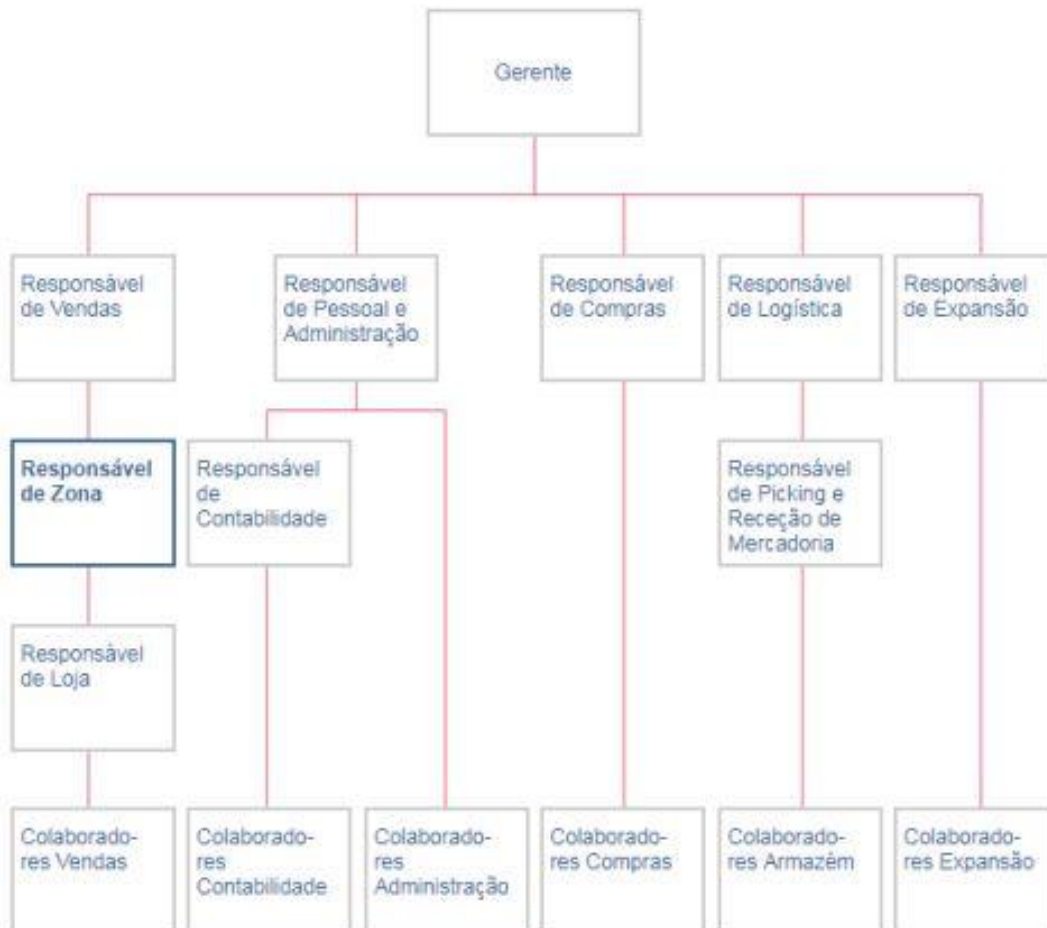 Gerente
Responsável
de Vendas
Responsável
de Pessoal e
Administração
Responsável
de Compras
Responsável
de Logística
Responsável
de Expansão
Responsável
de Zona
Responsável
de
Contabilidade
Responsável
de Picking e
Receção de
Mercadoria
Responsável
de Loja
Colaborado-
res Vendas
Colaborado-
res
Contabilidade
Colaborado-
res
Administração
Colaborado-
res Compras
Colaborado-
res Armazém
Colaborado-
res Expansão